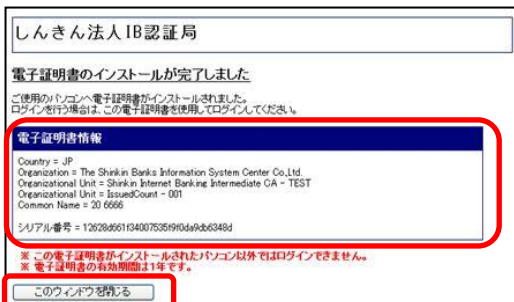 しんきん法人IB認証局
電子証明書のインストールが完了しました
ご使用のパソコンへ電子証明書がインストールされました。
ログインを行う場合は、この電子証明書を使用してログインしてください。
電子証明書情報
Country = JP
Organization = The Shinkin Banks Information System Center Co.,Ltd.
Organizational Unit = Shinkin Internet Banking Intermediate CA - TEST
Organizational Unit = IssuedCount - 001
Common Name = 20 6666
シリアル番号 = 12628d661f34007535f9f0da9db6348d
※ この電子証明書がインストールされたパソコン以外ではログインできません。
※ 電子証明書の有効期間は1年です。
このウィンドウを閉じる